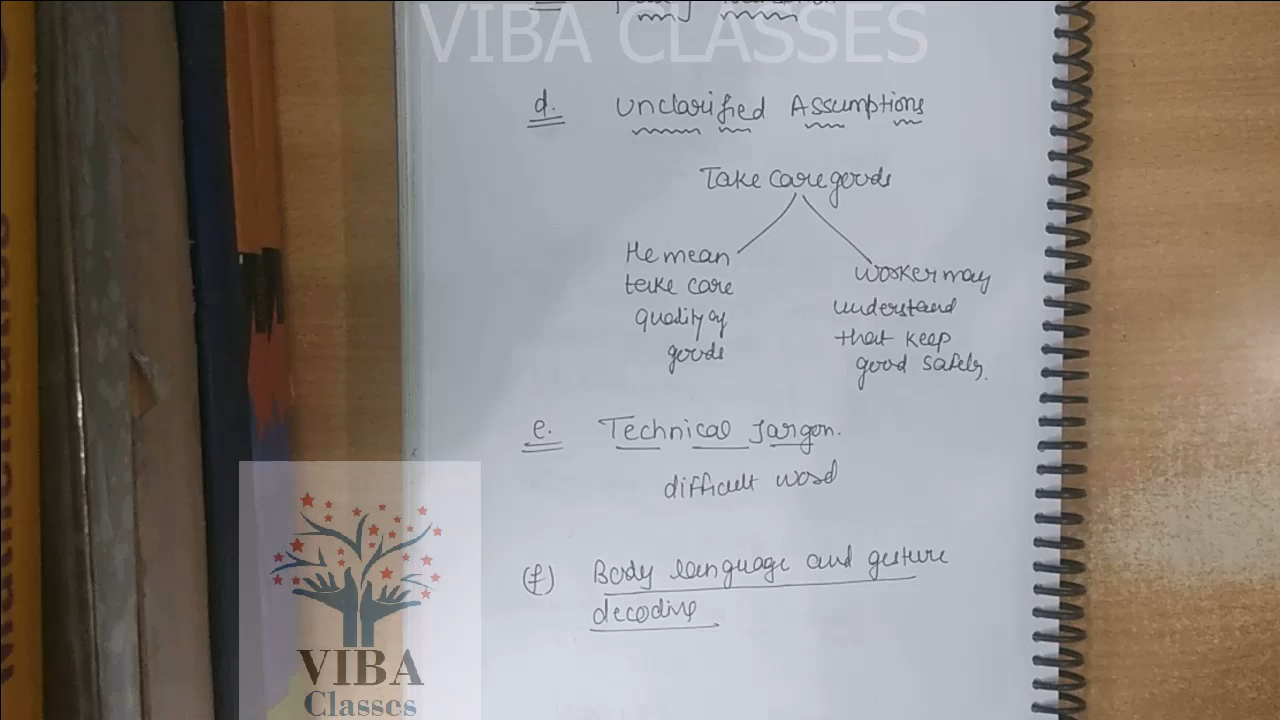 VIBA CLASSES
d. Unclarified Assumptions
Take care goods
He mean
take care
quality of
goods
Worker may
understand
that keep
good safely.
e. Technical Jargon.
difficult word
(f) Body language and gesture
decoding
VIBA
Classes